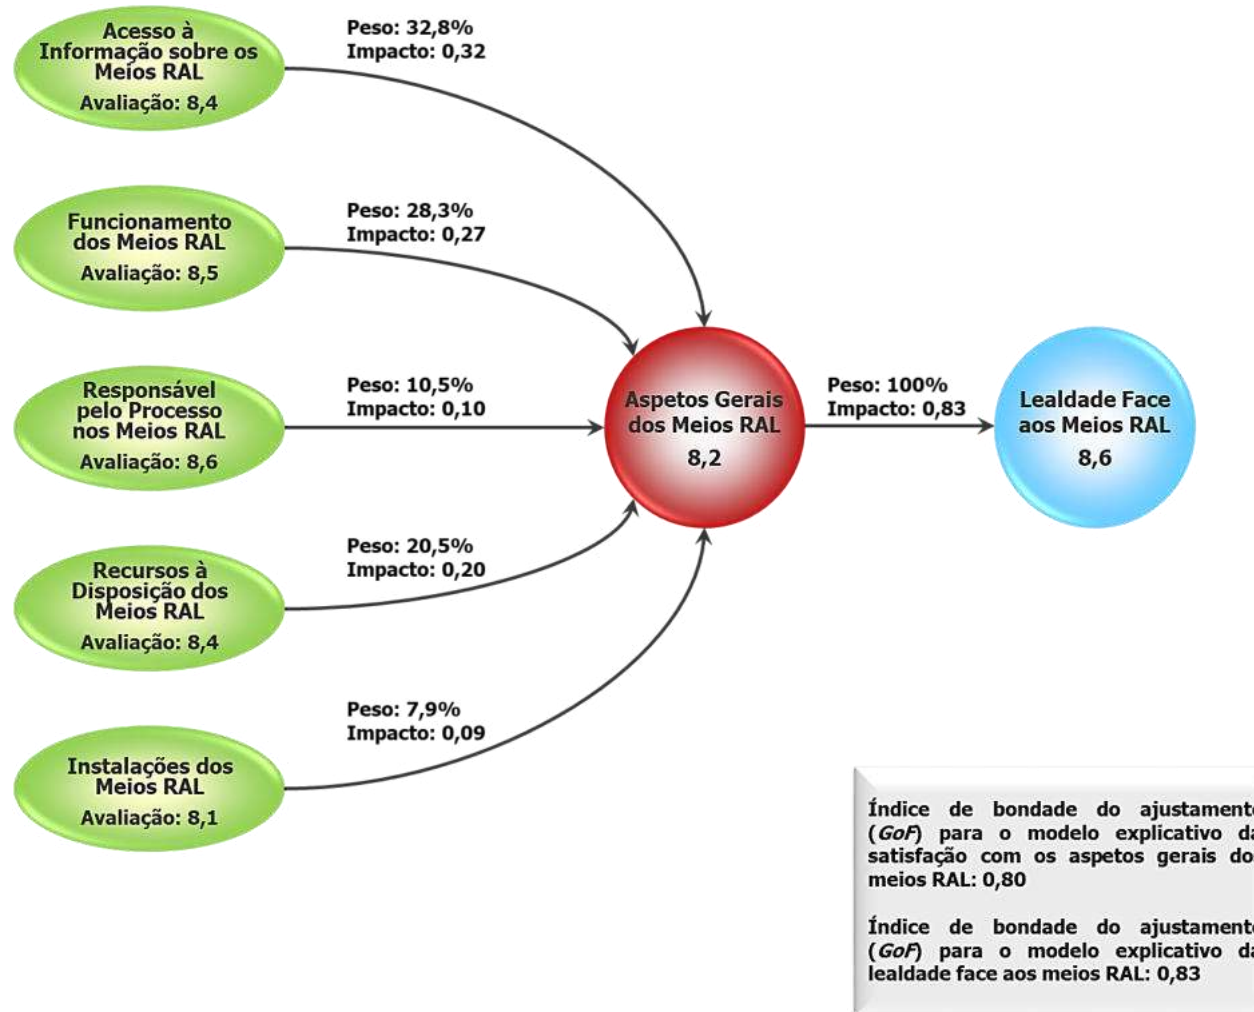 Acesso à
Informação sobre os
Meios RAL
Avaliação: 8,4
Peso: 32,8%
Impacto: 0,32
Funcionamento
dos Meios RAL
Avaliação: 8,5
Peso: 28,3%
Impacto: 0,27
Responsável
pelo Processo
nos Meios RAL
Avaliação: 8,6
Peso: 10,5%
Impacto: 0,10
Aspetos Gerais
dos Meios RAL
8,2
Peso: 100%
Impacto: 0,83
Lealdade Face
aos Meios RAL
8,6
Recursos à
Disposição dos
Meios RAL
Avaliação: 8,4
Peso: 20,5%
Impacto: 0,20
Instalações dos
Meios RAL
Avaliação: 8,1
Peso: 7,9%
Impacto: 0,09
Índice de bondade do ajustamento
(GoF) para o modelo explicativo da
satisfação com os aspetos gerais dos
meios RAL: 0,80
Índice de bondade do ajustamento
(GoF) para o modelo explicativo da
lealdade face aos meios RAL: 0,83